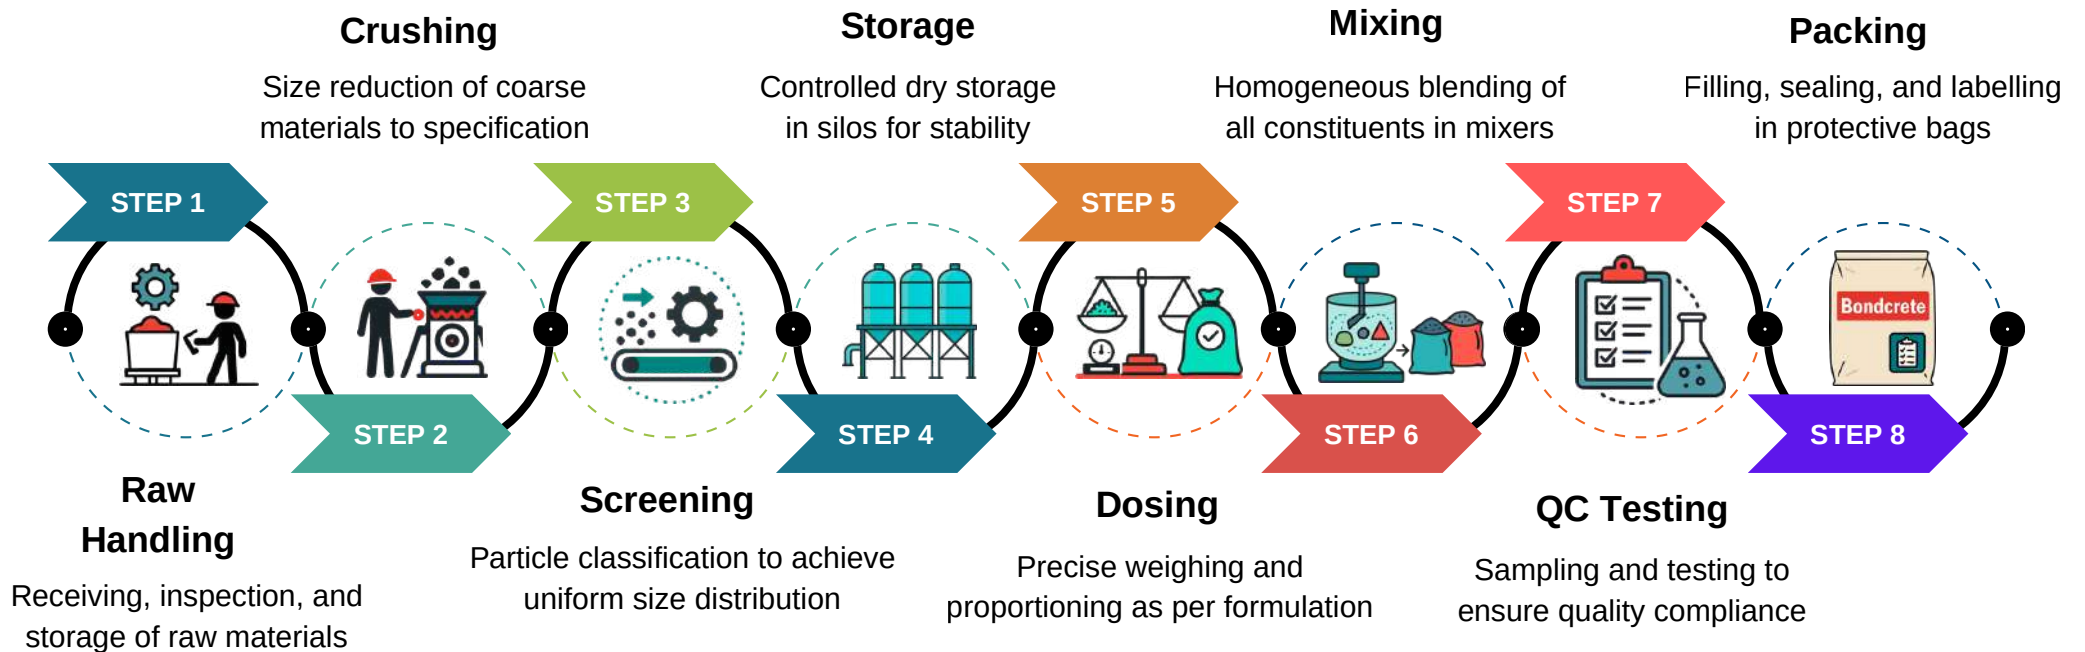 STEP 1
Raw
Handling
Receiving, inspection, and
storage of raw materials
Crushing
Size reduction of coarse
materials to specification
STEP 2
STEP 3
Screening
Particle classification to achieve
uniform size distribution
Storage
Controlled dry storage
in silos for stability
STEP 4
STEP 5
Dosing
Precise weighing and
proportioning as per formulation
Mixing
Homogeneous blending of
all constituents in mixers
STEP 6
STEP 7
QC Testing
Sampling and testing to
ensure quality compliance
Packing
Filling, sealing, and labelling
in protective bags
Bondcrete
STEP 8